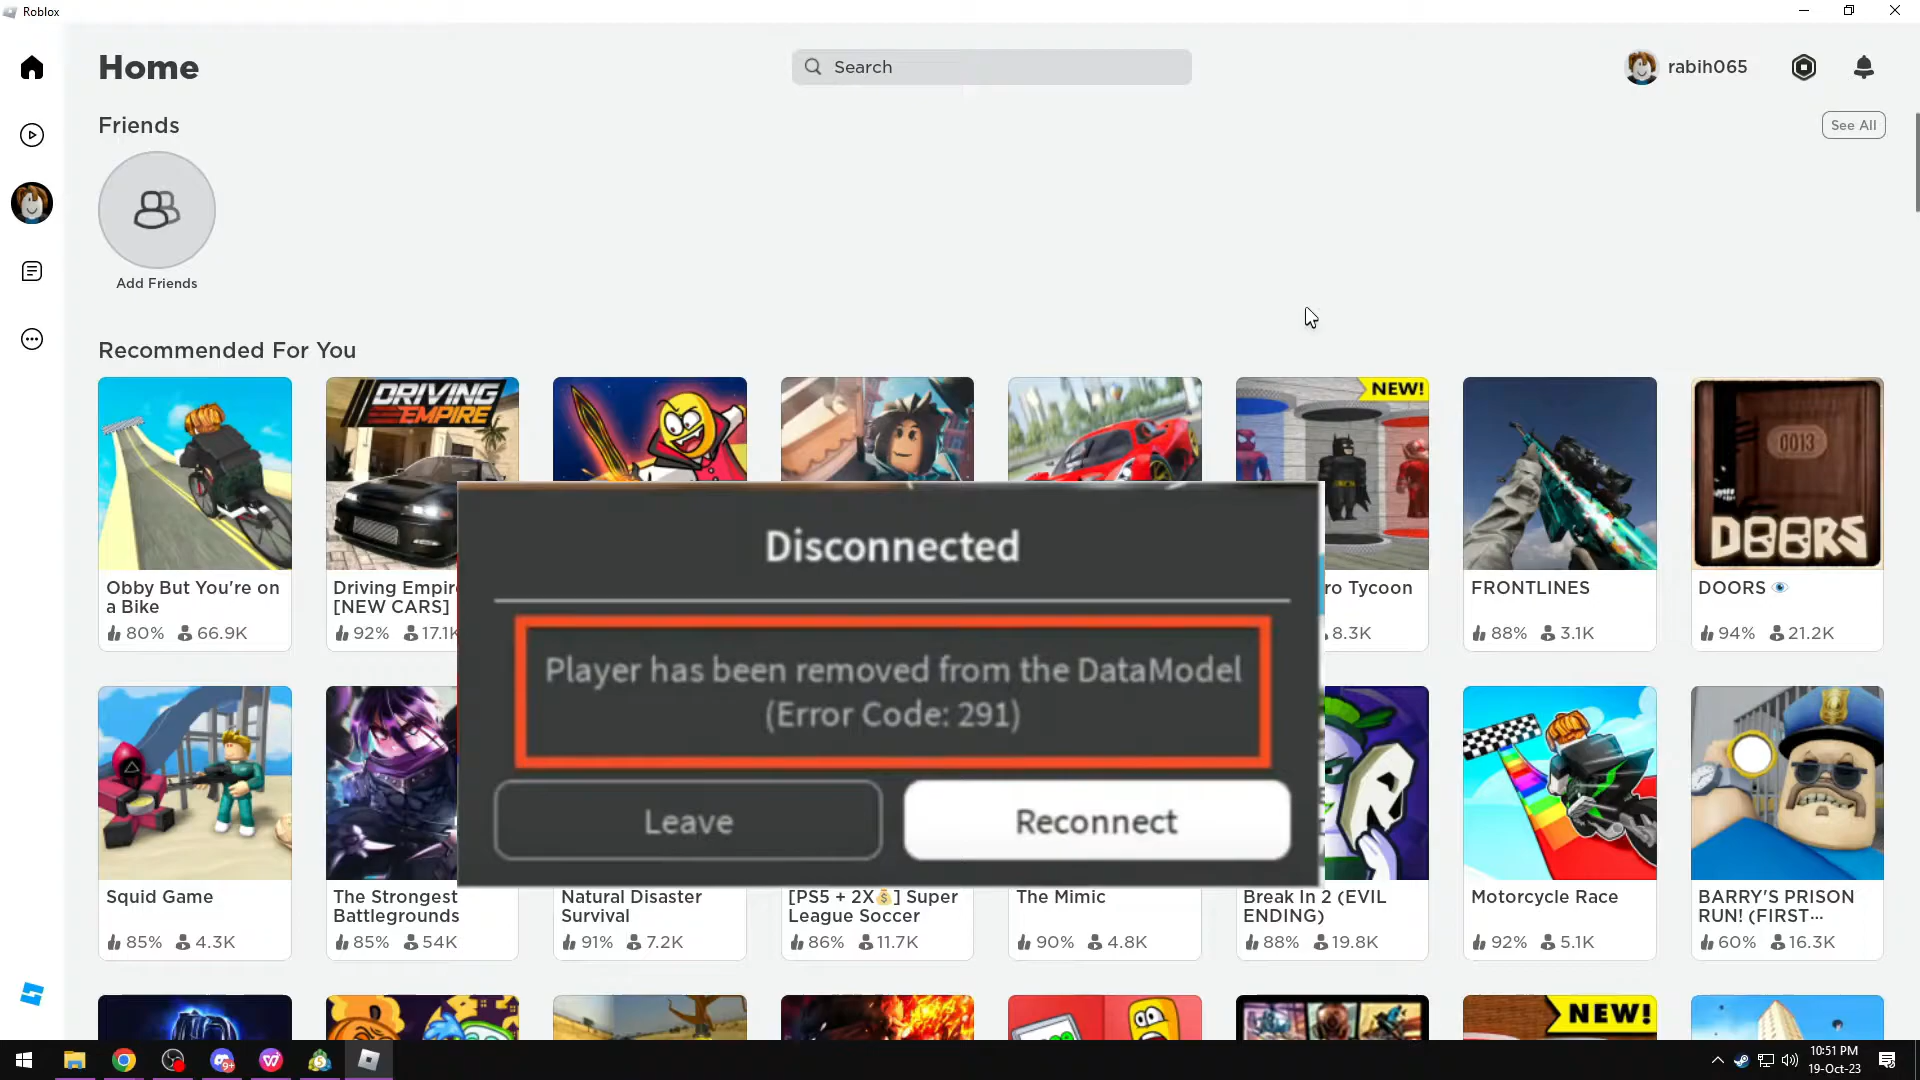 Roblox
Home
Search
rabih065
Friends
See All
Add Friends
Recommended For You
DRIVING
EMPIRE
NEW!
0013
DOORS
Obby But You're on
a Bike
80% 66.9K
Driving Empir
[NEW CARS]
92% 17.1K
ro Tycoon
8.3K
FRONTLINES
88% 3.1K
DOORS 👁
94% 21.2K
Disconnected
Player has been removed from the DataModel
(Error Code: 291)
Leave
Reconnect
Squid Game
85% 4.3K
The Strongest
Battlegrounds
85% 54K
Natural Disaster
Survival
91% 7.2K
[PS5 + 2X💰] Super
League Soccer
86% 11.7K
The Mimic
90% 4.8K
Break In 2 (EVIL
ENDING)
88% 19.8K
Motorcycle Race
92% 5.1K
BARRY'S PRISON
RUN! (FIRST...
60% 16.3K
NEW!
9+
10:51 PM
19-Oct-23